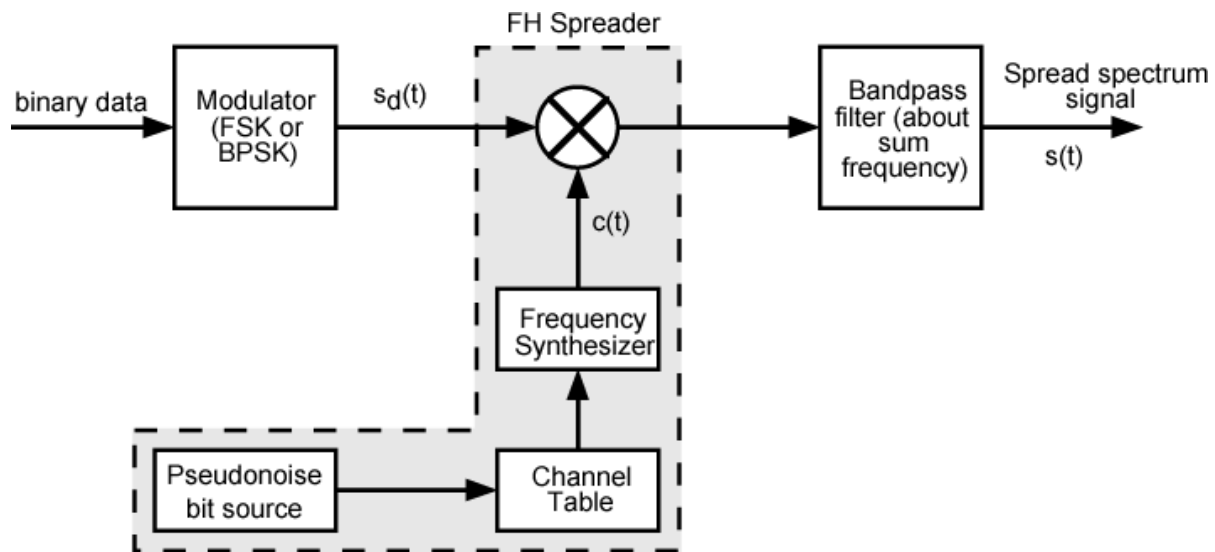 FH Spreader
binary data
Modulator
(FSK or
BPSK)
s_d(t)
Bandpass
filter (about
sum
frequency)
Spread spectrum
signal
s(t)
c(t)
Frequency
Synthesizer
Pseudonoise
bit source
Channel
Table